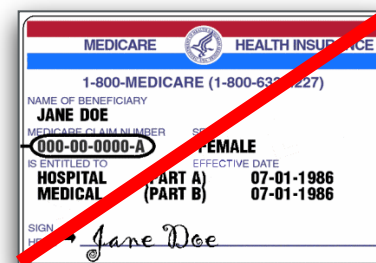 MEDICARE HEALTH INSURANCE
1-800-MEDICARE (1-800-633-4227)
NAME OF BENEFICIARY
JANE DOE
MEDICARE CLAIM NUMBER
000-00-0000-A FEMALE
IS ENTITLED TO EFFECTIVE DATE
HOSPITAL (PART A) 07-01-1986
MEDICAL (PART B) 07-01-1986
SIGN
Jane Doe